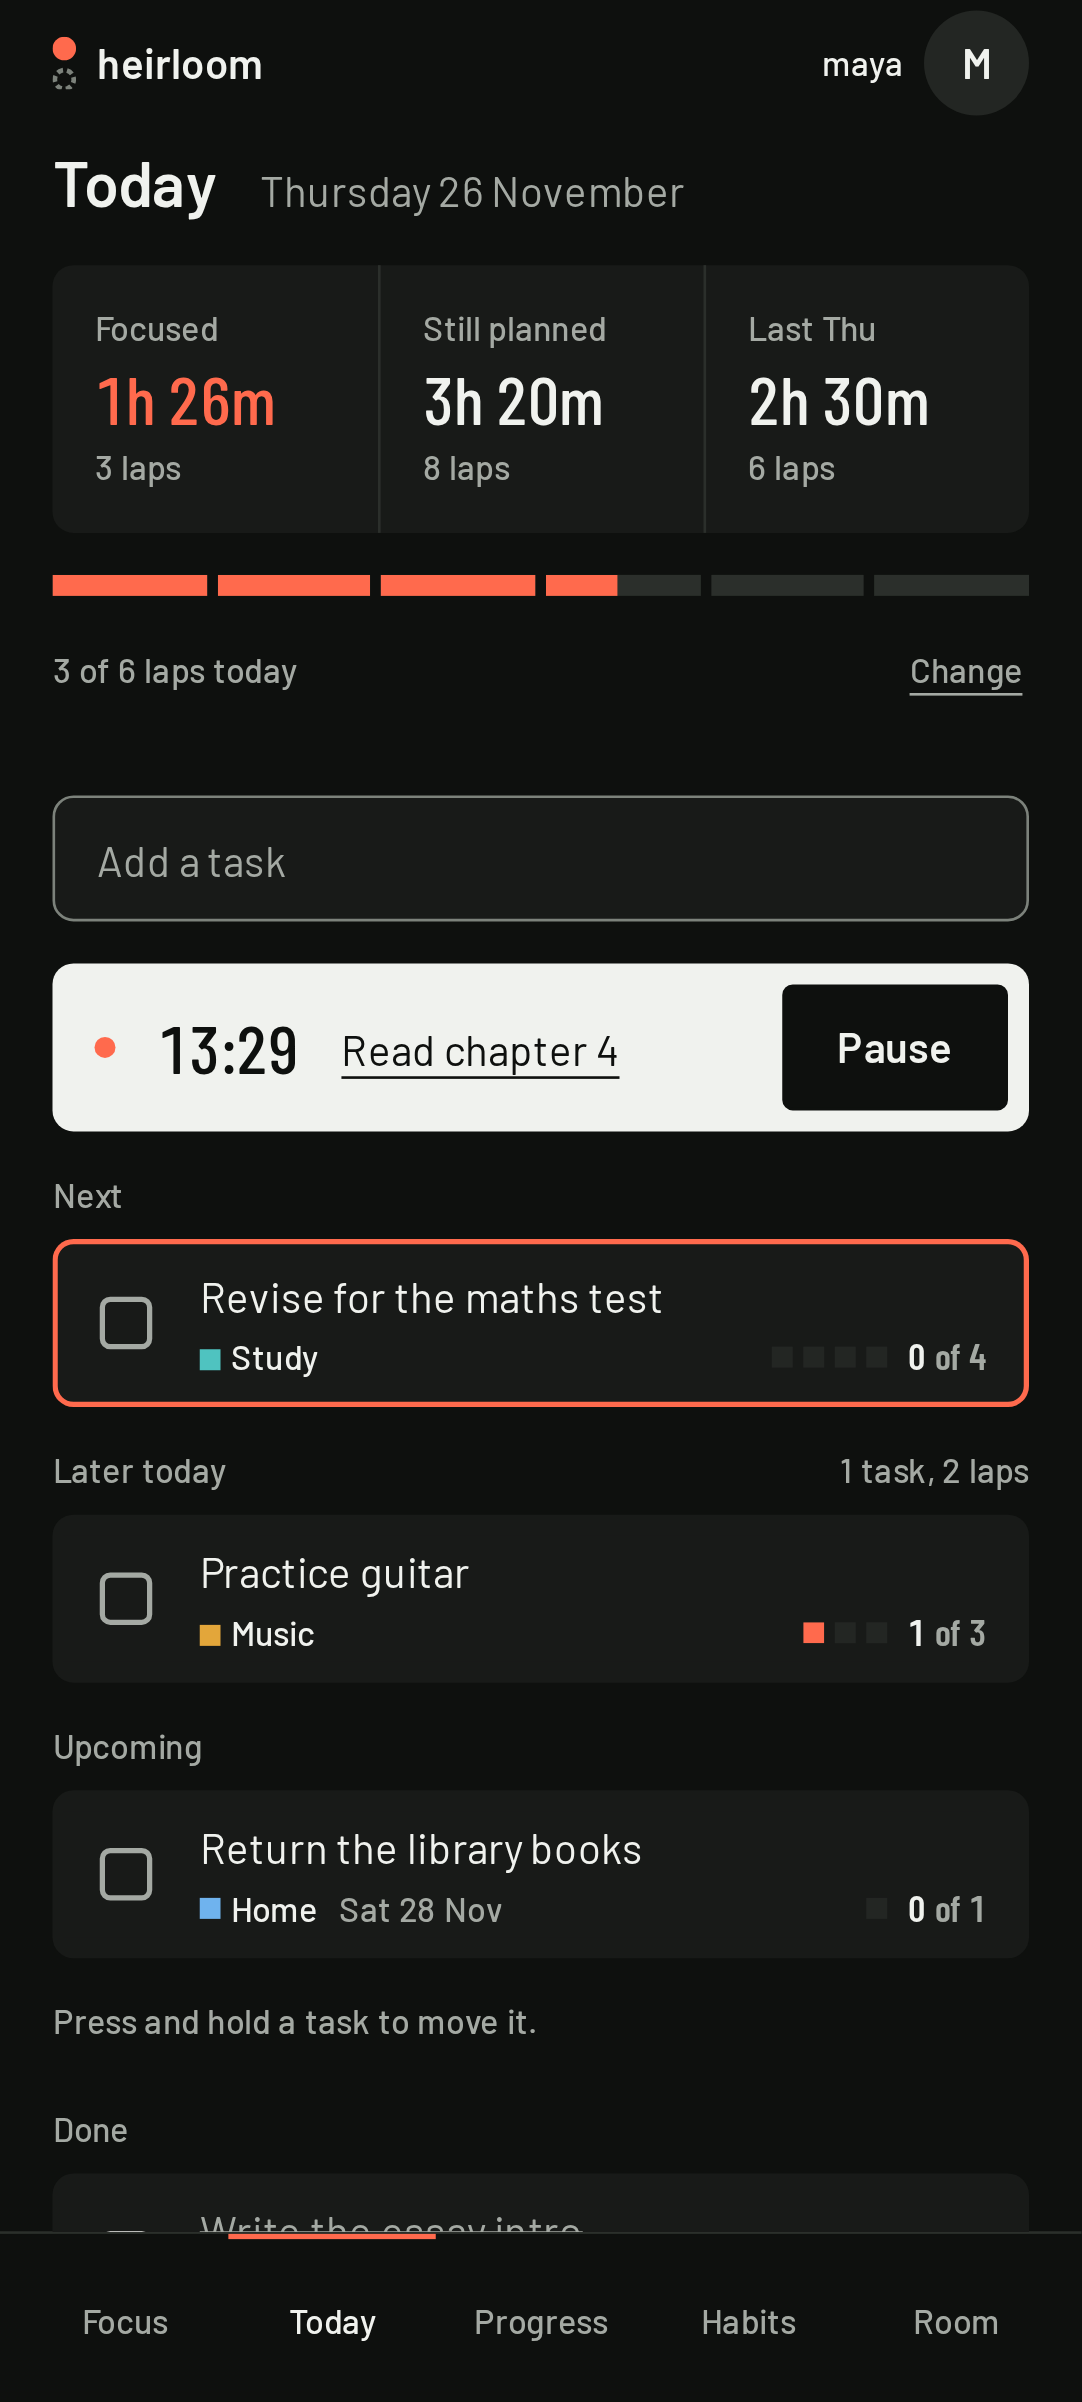 heirloom
maya M
Today Thursday 26 November
Focused Still planned Last Thu
1h 26m 3h 20m 2h 30m
3 laps 8 laps 6 laps
3 of 6 laps today Change
Add a task
13:29 Read chapter 4 Pause
Next
Revise for the maths test
Study 0 of 4
Later today 1 task, 2 laps
Practice guitar
Music 1 of 3
Upcoming
Return the library books
Home Sat 28 Nov 0 of 1
Press and hold a task to move it.
Done
Write the essay intro
Focus Today Progress Habits Room